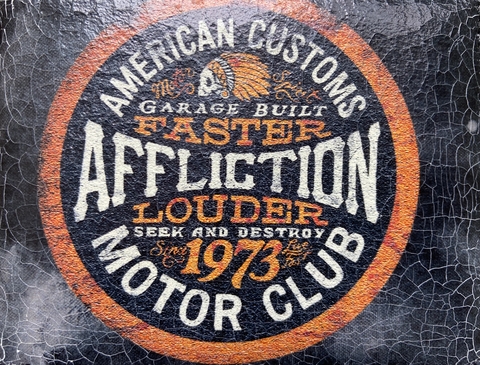 AMERICAN CUSTOMS
GARAGE BUILT
FASTER
AFFLICTION
LOUDER
SEEK AND DESTROY
1973
MOTOR CLUB